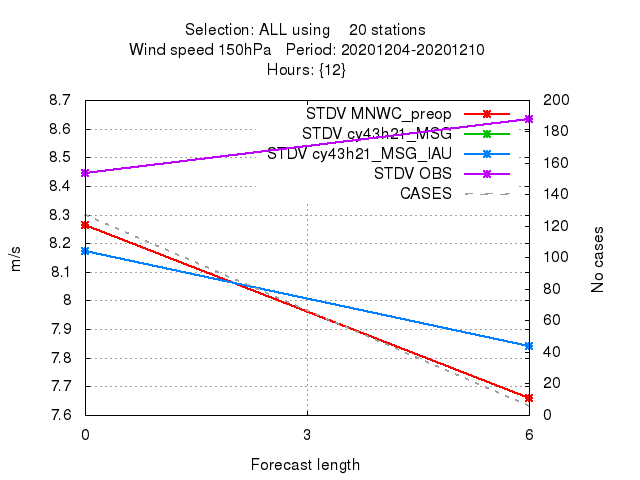 Selection: ALL using    20 stations
Wind speed 150hPa   Period: 20201204-20201210
Hours: {12}
8.7
8.6
8.5
8.4
8.3
8.2
8.1
8
7.9
7.8
7.7
7.6
200
180
160
140
120
100
80
60
40
20
0
STDV MNWC_preop
STDV cy43h21_MSG
STDV cy43h21_MSG_IAU
STDV OBS
CASES
m/s
No cases
0
3
6
Forecast length